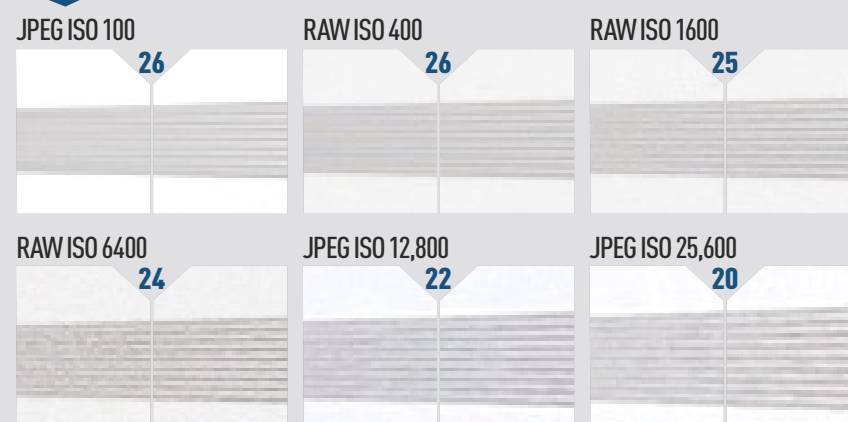 JPEG ISO 100
26
RAW ISO 400
26
RAW ISO 1600
25
RAW ISO 6400
24
JPEG ISO 12,800
22
JPEG ISO 25,600
20